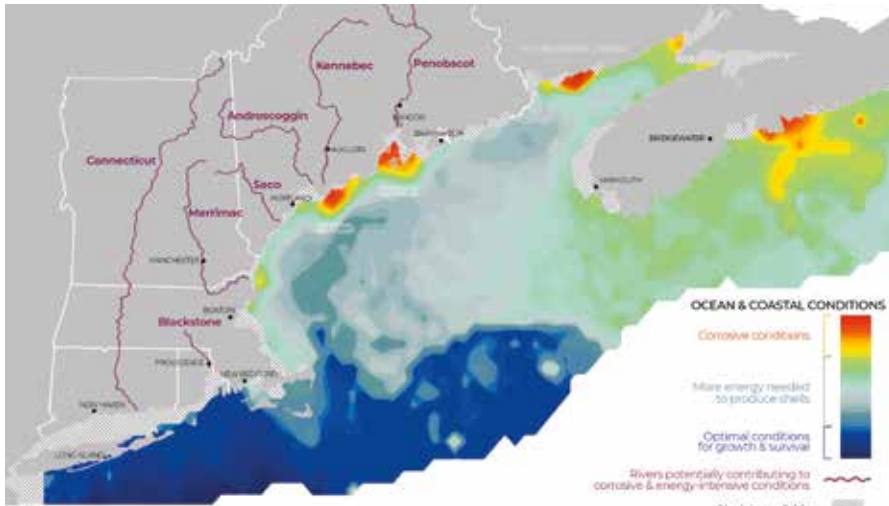 Kennebec
Penobscot
Androscoggin
Connecticut
Saco
Merrimac
Blackstone
BRIDGEWATER
YARMOUTH
MANCHESTER
BOSTON
PROVIDENCE
NEW BEDFORD
NEW HAVEN
LONG ISLAND
OCEAN & COASTAL CONDITIONS
Corrosive conditions
More energy needed
to produce shells
Optimal conditions
for growth & survival
Rivers potentially contributing to
corrosive & energy-intensive conditions